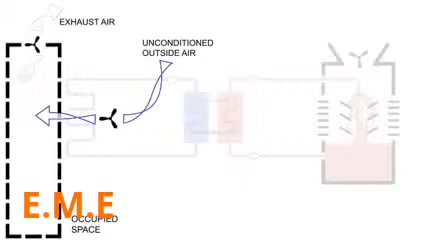 EXHAUST AIR
UNCONDITIONED
OUTSIDE AIR
E.M.E
OCCUPIED
SPACE